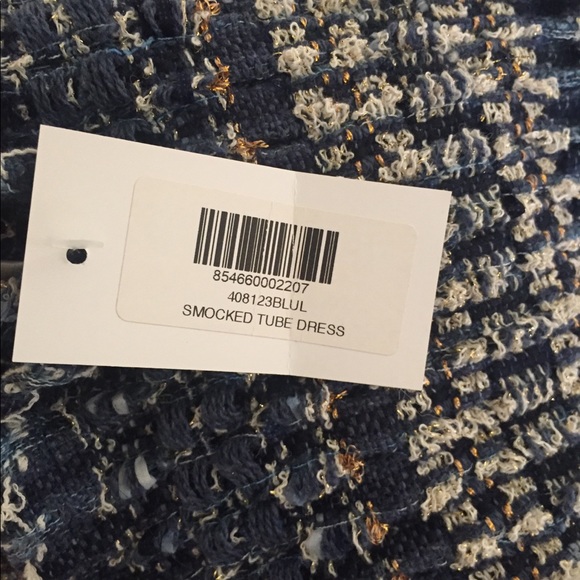 854660002207
408123BLUL
SMOCKED TUBE DRESS